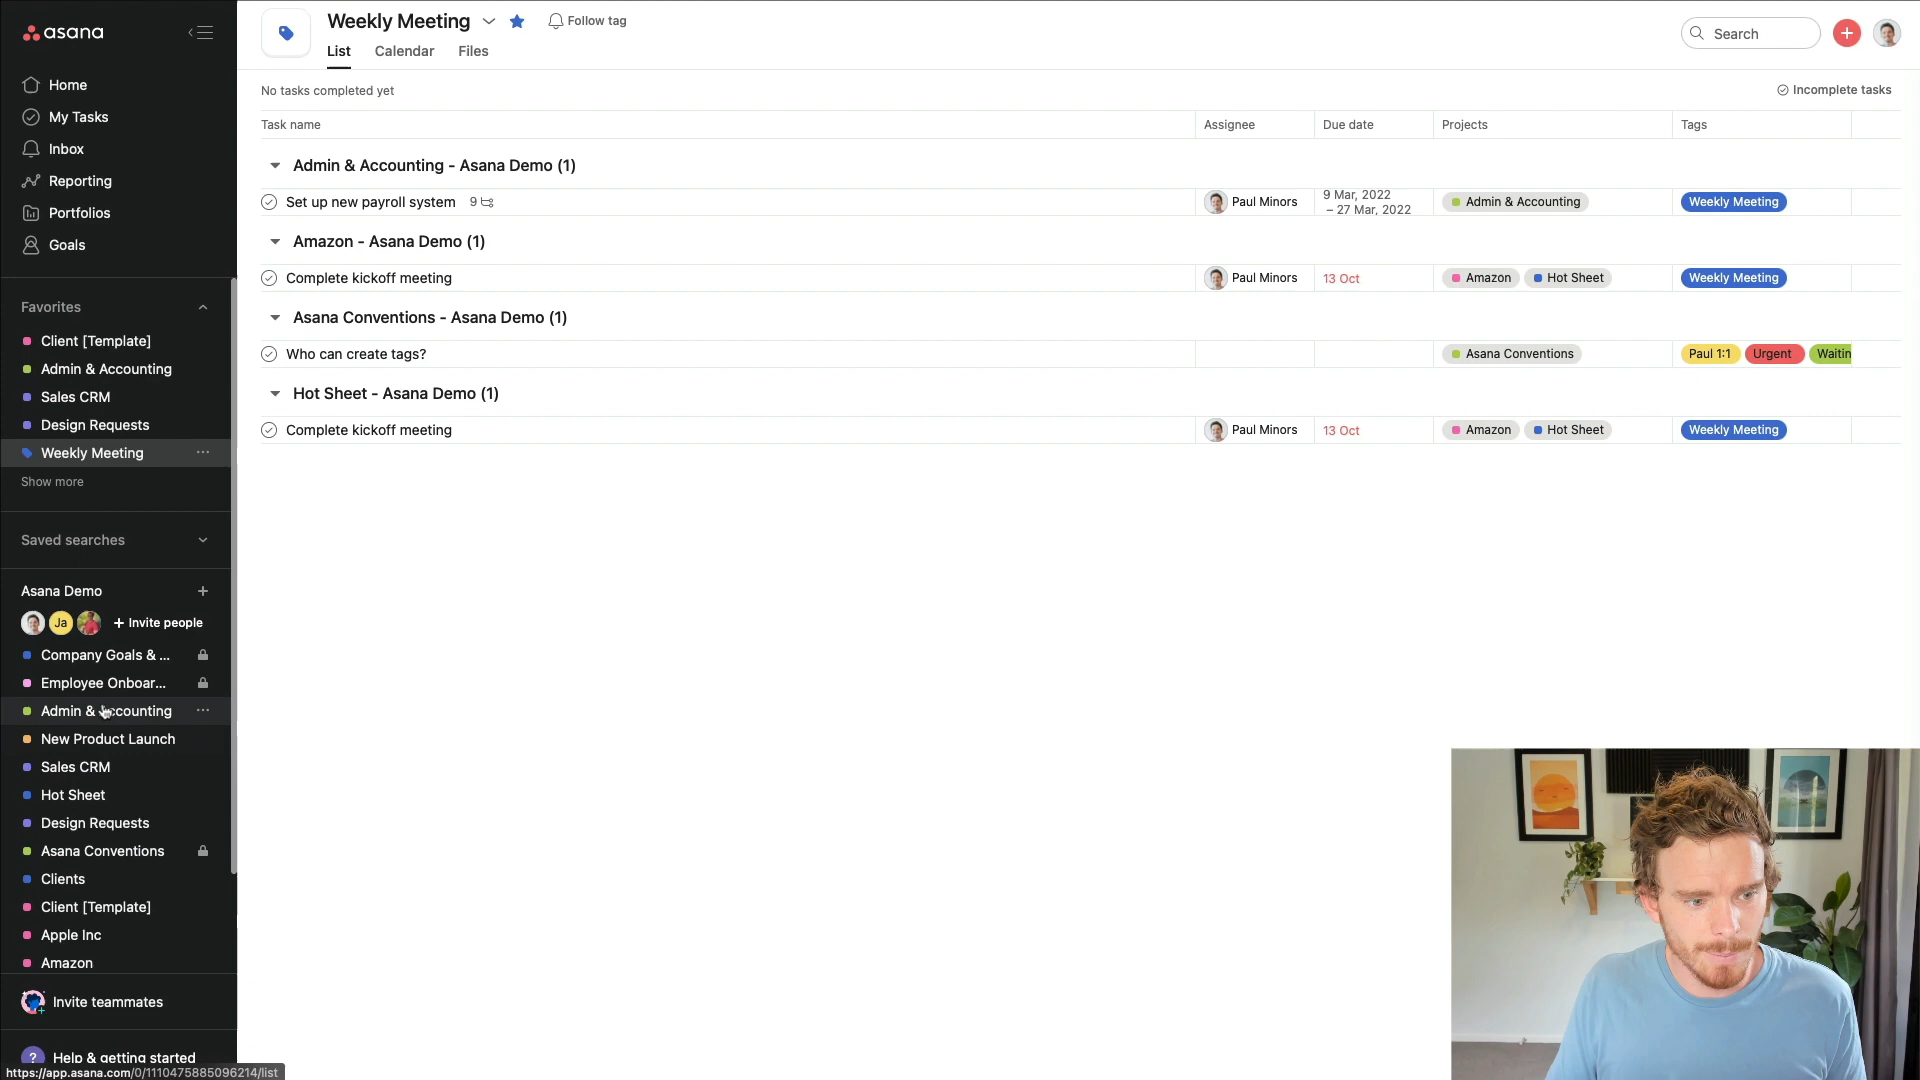 asana
Home
My Tasks
Inbox
Reporting
Portfolios
Goals
Favorites
Client [Template]
Admin & Accounting
Sales CRM
Design Requests
Weekly Meeting
Show more
Saved searches
Asana Demo
Ja
+ Invite people
Company Goals & ...
Employee Onboar...
Admin & Accounting
New Product Launch
Sales CRM
Hot Sheet
Design Requests
Asana Conventions
Clients
Client [Template]
Apple Inc
Amazon
Invite teammates
? Help & getting started
https://app.asana.com/0/1110475885096214/list
Weekly Meeting
Follow tag
List Calendar Files
Search
No tasks completed yet
Incomplete tasks
Task name Assignee Due date Projects Tags
Admin & Accounting - Asana Demo (1)
Set up new payroll system 9 Paul Minors 9 Mar, 2022 Admin & Accounting Weekly Meeting
– 27 Mar, 2022
Amazon - Asana Demo (1)
Complete kickoff meeting Paul Minors 13 Oct Amazon Hot Sheet Weekly Meeting
Asana Conventions - Asana Demo (1)
Who can create tags? Asana Conventions Paul 1:1 Urgent Waitin
Hot Sheet - Asana Demo (1)
Complete kickoff meeting Paul Minors 13 Oct Amazon Hot Sheet Weekly Meeting